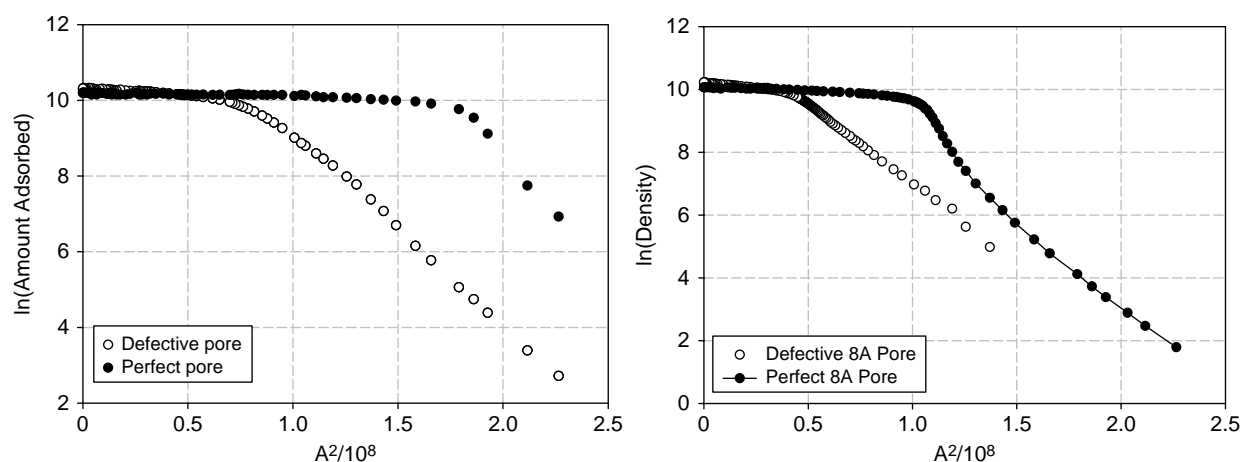 12
10
8
6
4
2
ln(Amount Adsorbed)
Defective pore
Perfect pore
0 0.5 1.0 1.5 2.0 2.5
A²/10⁸
12
10
8
6
4
2
0
ln(Density)
Defective 8A Pore
Perfect 8A Pore
0 0.5 1.0 1.5 2.0 2.5
A²/10⁸